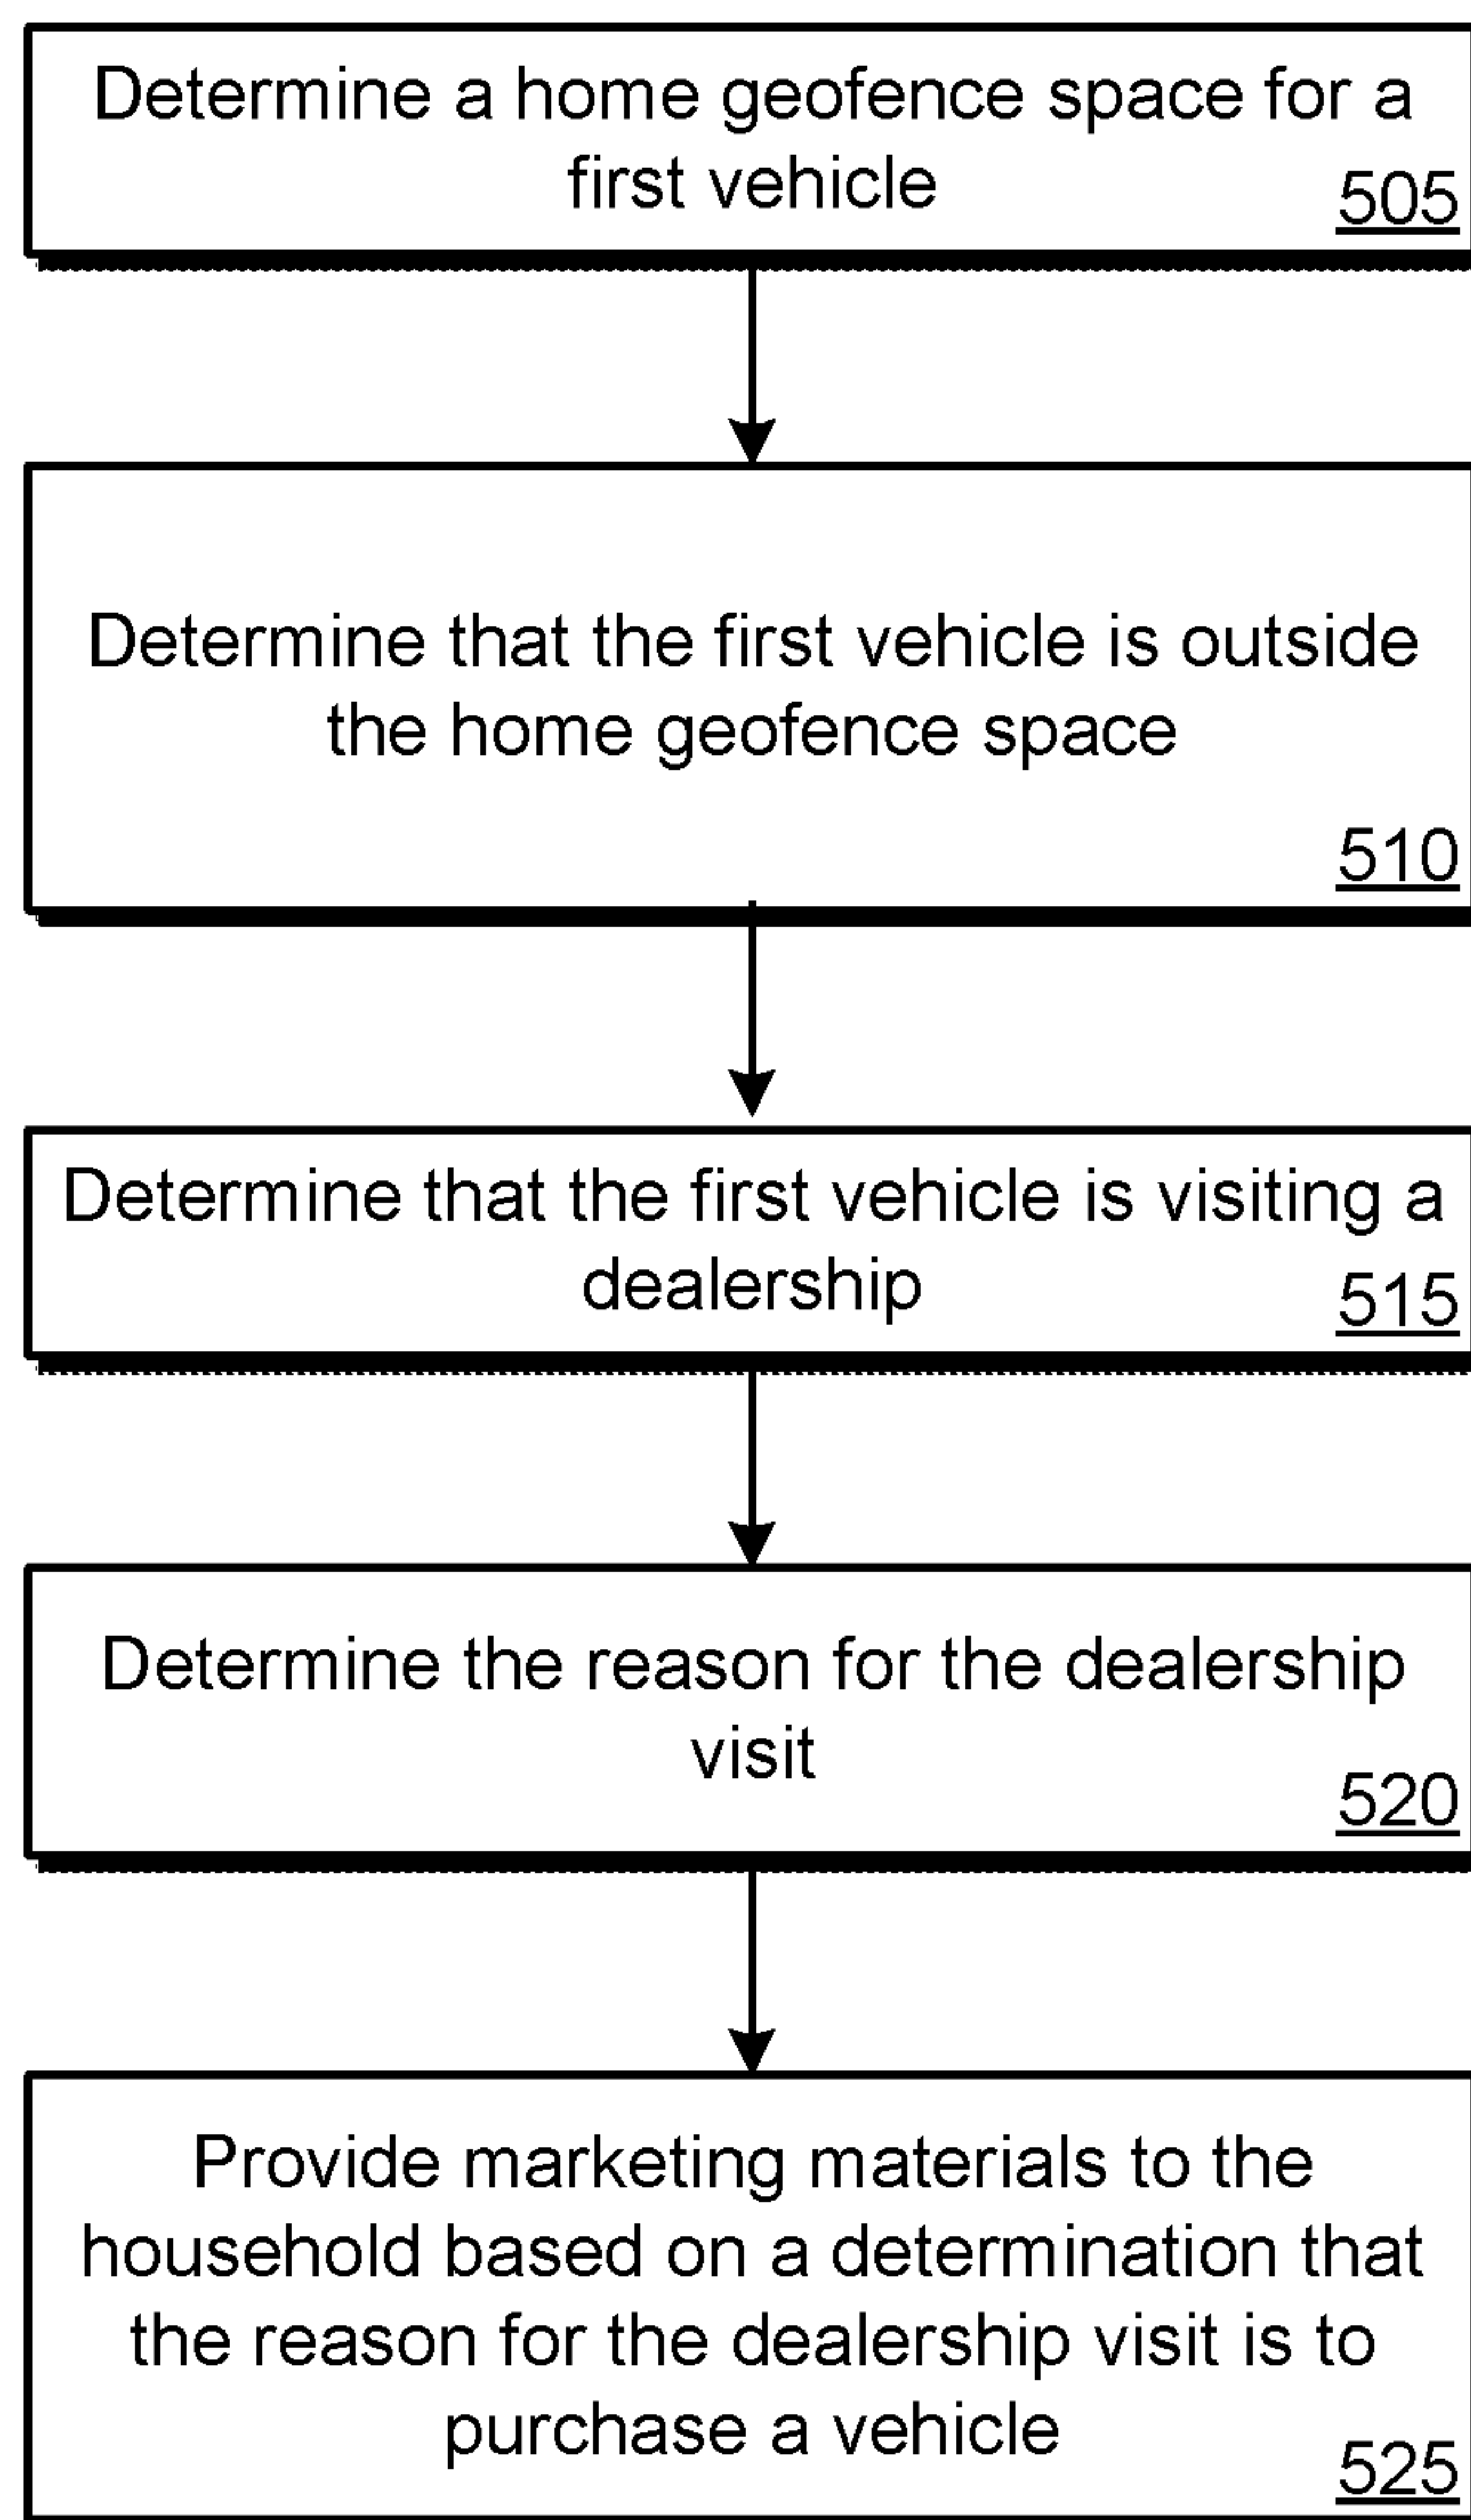 Determine a home geofence space for a
first vehicle
505
Determine that the first vehicle is outside
the home geofence space
510
Determine that the first vehicle is visiting a
dealership
515
Determine the reason for the dealership
visit
520
Provide marketing materials to the
household based on a determination that
the reason for the dealership visit is to
purchase a vehicle
525